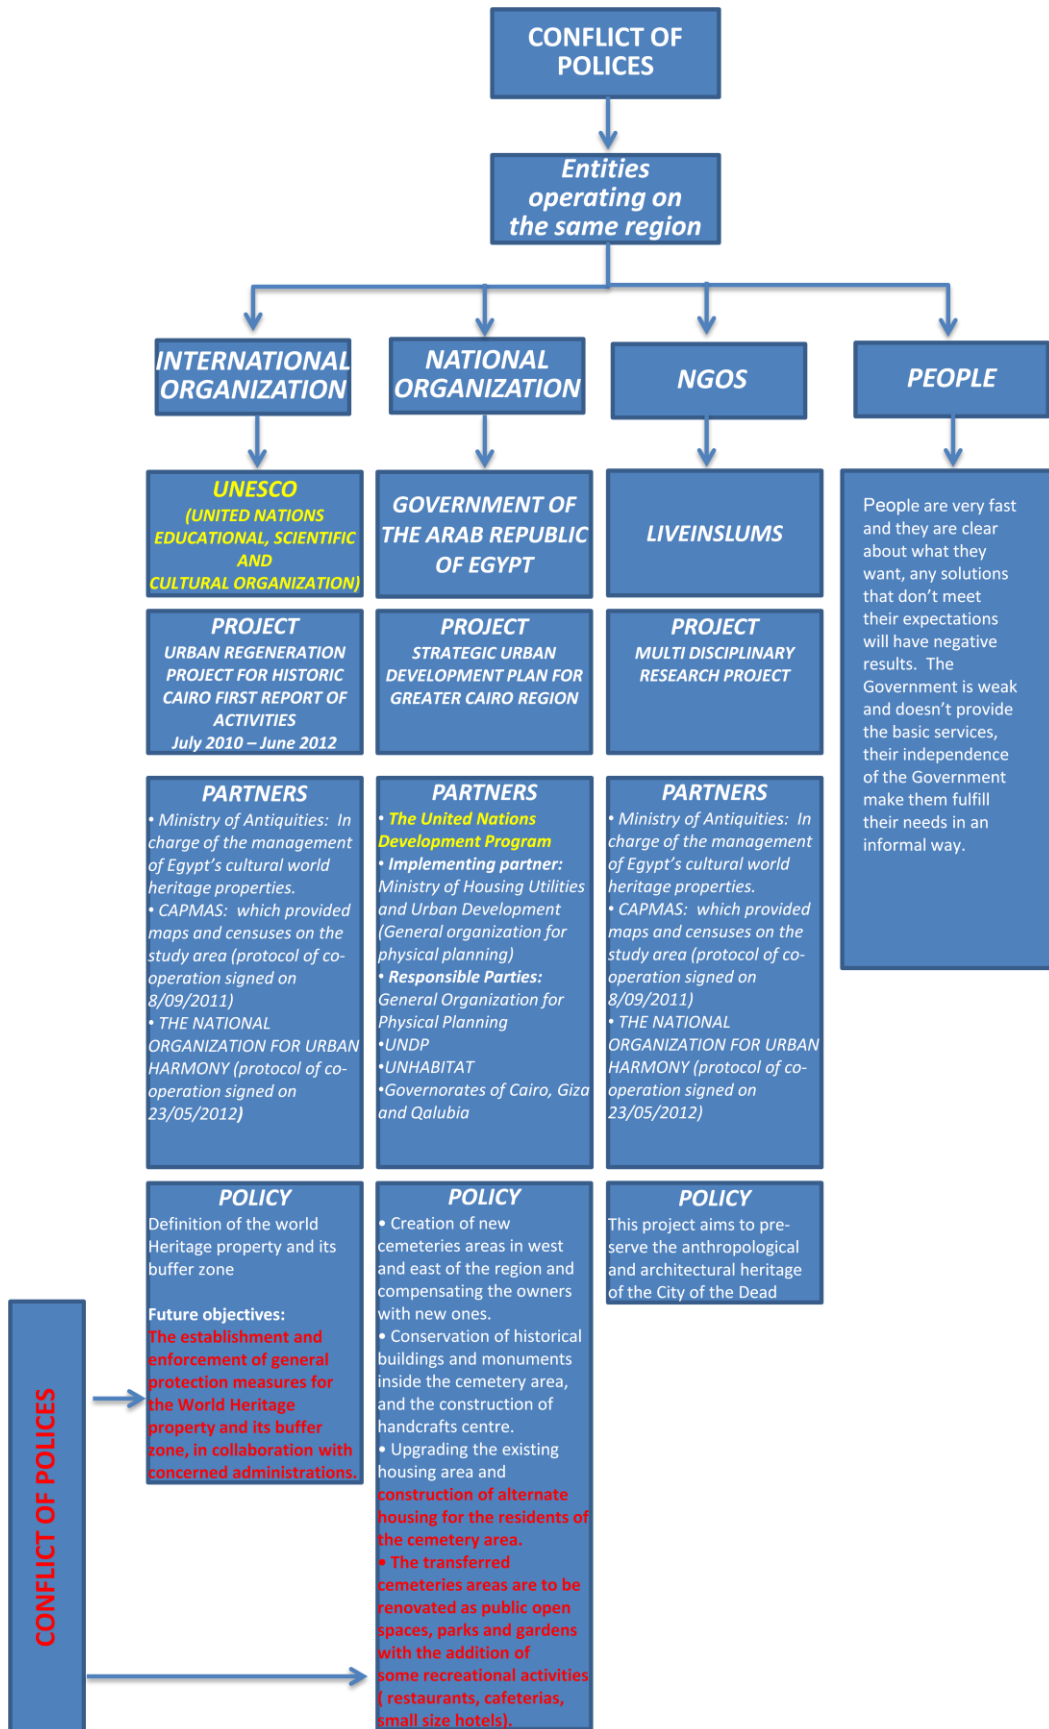 CONFLICT OF
POLICES
Entities
operating on
the same region
INTERNATIONAL
ORGANIZATION
NATIONAL
ORGANIZATION
NGOS
PEOPLE
UNESCO
(UNITED NATIONS
EDUCATIONAL, SCIENTIFIC
AND
CULTURAL ORGANIZATION)
GOVERNMENT OF
THE ARAB REPUBLIC
OF EGYPT
LIVEINSLUMS
People are very fast
and they are clear
about what they
want, any solutions
that don’t meet
their expectations
will have negative
results.  The
Government is weak
and doesn’t provide
the basic services,
their independence
of the Government
make them fulfill
their needs in an
informal way.
PROJECT
URBAN REGENERATION
PROJECT FOR HISTORIC
CAIRO FIRST REPORT OF
ACTIVITIES
July 2010 – June 2012
PROJECT
STRATEGIC URBAN
DEVELOPMENT PLAN FOR
GREATER CAIRO REGION
PROJECT
MULTI DISCIPLINARY
RESEARCH PROJECT
PARTNERS
• Ministry of Antiquities:  In
charge of the management
of Egypt’s cultural world
heritage properties.
• CAPMAS:  which provided
maps and censuses on the
study area (protocol of co-
operation signed on
8/09/2011)
• THE NATIONAL
ORGANIZATION FOR URBAN
HARMONY (protocol of co-
operation signed on
23/05/2012)
PARTNERS
• The United Nations
Development Program
• Implementing partner:
Ministry of Housing Utilities
and Urban Development
(General organization for
physical planning)
• Responsible Parties:
General Organization for
Physical Planning
•UNDP
•UNHABITAT
•Governorates of Cairo, Giza
and Qalubia
PARTNERS
• Ministry of Antiquities:  In
charge of the management
of Egypt’s cultural world
heritage properties.
• CAPMAS:  which provided
maps and censuses on the
study area (protocol of co-
operation signed on
8/09/2011)
• THE NATIONAL
ORGANIZATION FOR URBAN
HARMONY (protocol of co-
operation signed on
23/05/2012)
POLICY
Definition of the world
Heritage property and its
buffer zone
Future objectives:
The establishment and
enforcement of general
protection measures for
the World Heritage
property and its buffer
zone, in collaboration with
concerned administrations.
POLICY
• Creation of new
cemeteries areas in west
and east of the region and
compensating the owners
with new ones.
• Conservation of historical
buildings and monuments
inside the cemetery area,
and the construction of
handcrafts centre.
• Upgrading the existing
housing area and
construction of alternate
housing for the residents of
the cemetery area.
• The transferred
cemeteries areas are to be
renovated as public open
spaces, parks and gardens
with the addition of
some recreational activities
( restaurants, cafeterias,
small size hotels).
POLICY
This project aims to pre-
serve the anthropological
and architectural heritage
of the City of the Dead
CONFLICT OF POLICES